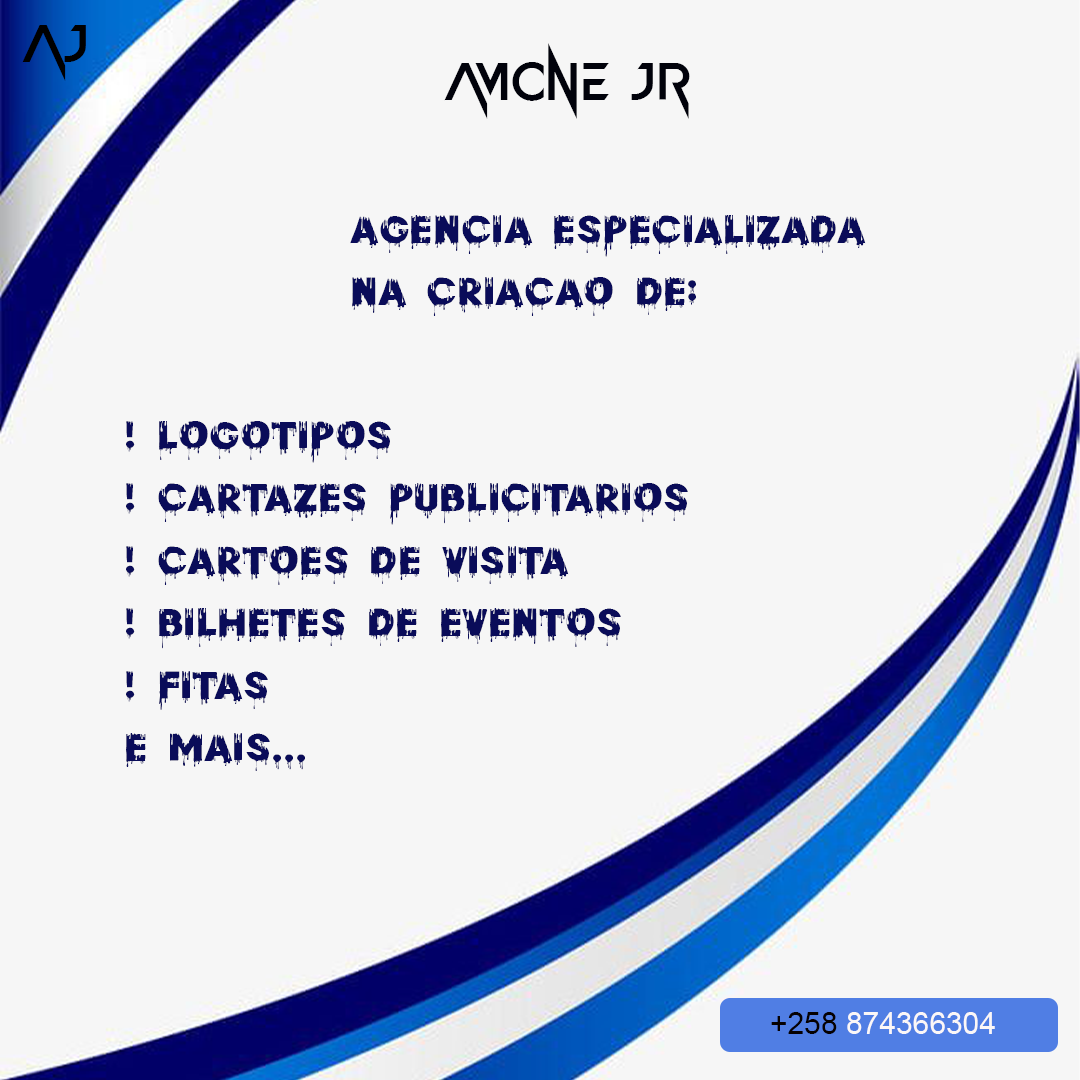 AJ
AMCNE JR
AGENCIA ESPECIALIZADA
NA CRIACAO DE:
! LOGOTIPOS
! CARTAZES PUBLICITARIOS
! CARTOES DE VISITA
! BILHETES DE EVENTOS
! FITAS
E MAIS...
+258 874366304